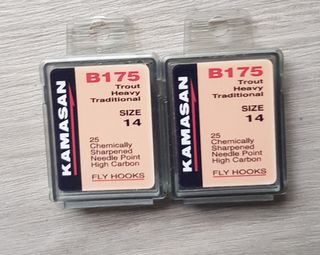 KAMASAN
B175
Trout
Heavy
Traditional
SIZE
14
25
Chemically
Sharpened
Needle Point
High Carbon
FLY HOOKS
KAMASAN
B175
Trout
Heavy
Traditional
SIZE
14
25
Chemically
Sharpened
Needle Point
High Carbon
FLY HOOKS